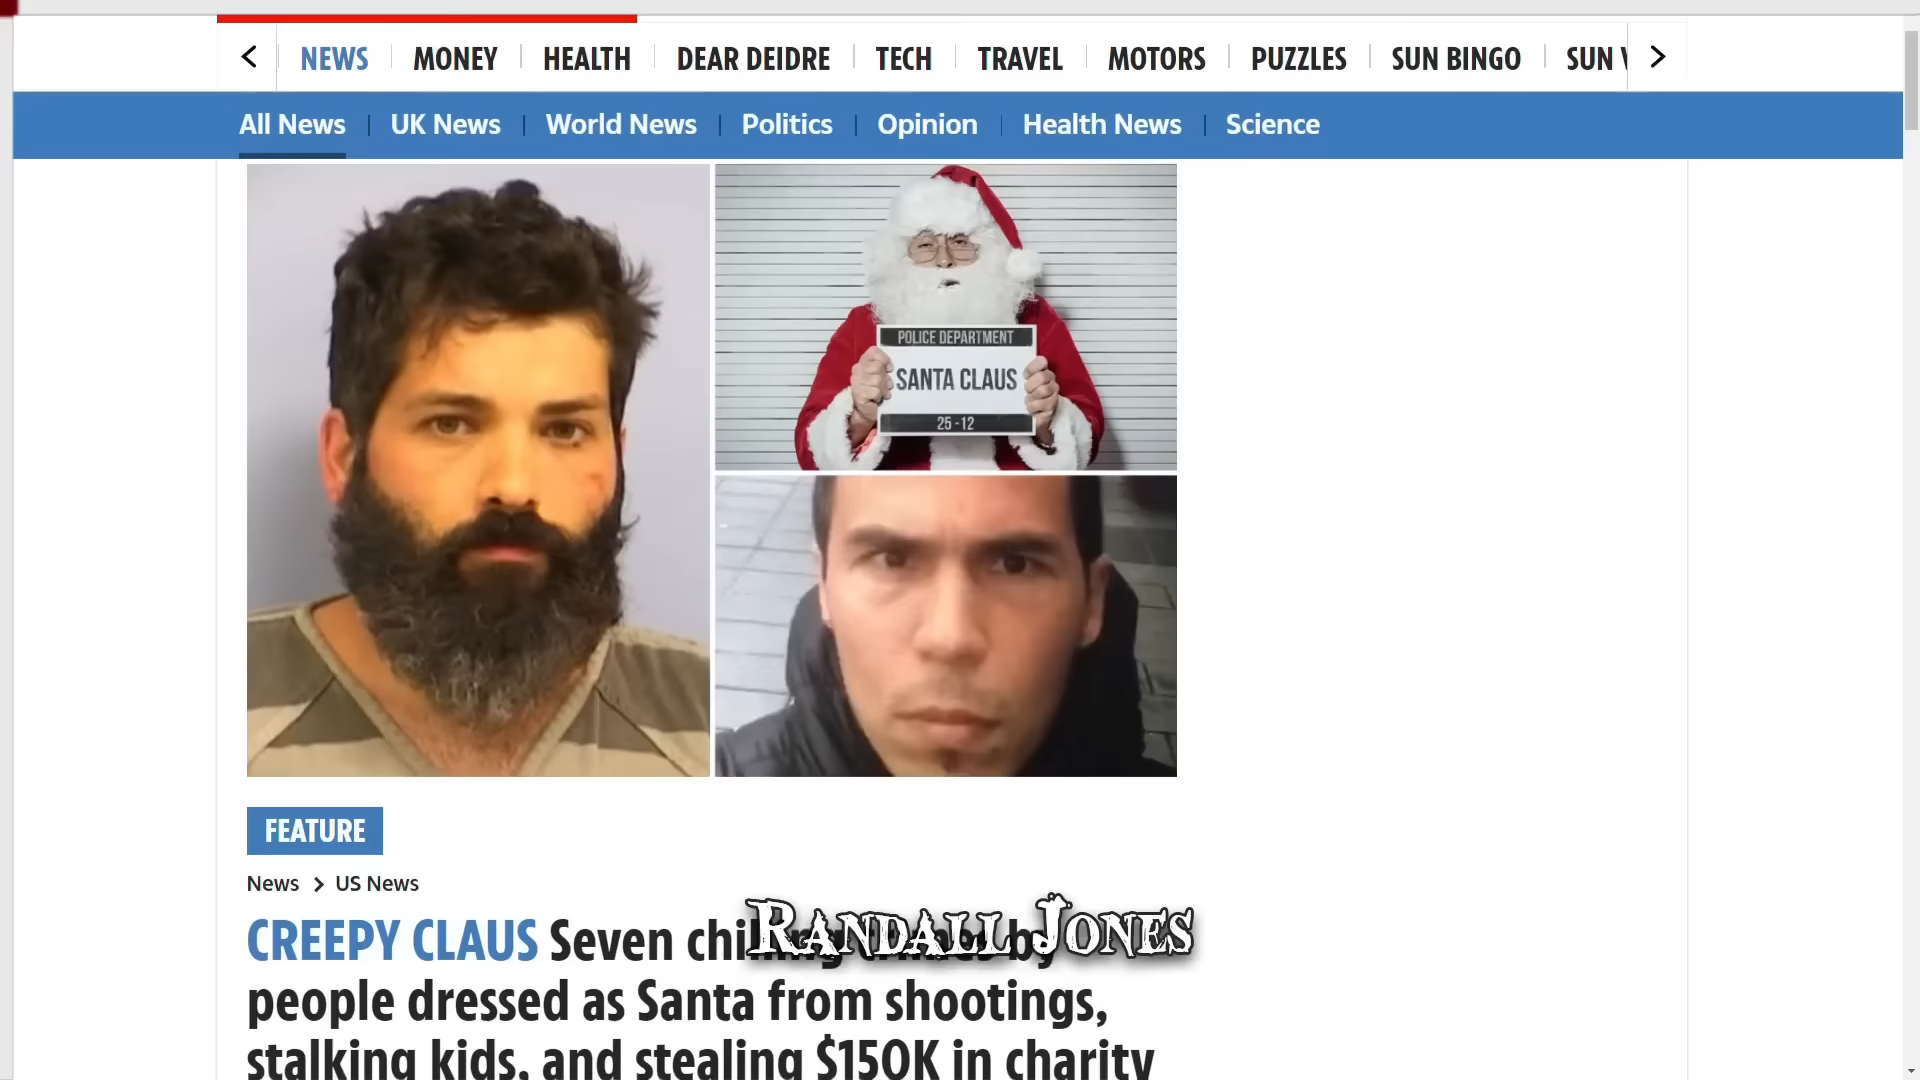 NEWS MONEY HEALTH DEAR DEIDRE TECH TRAVEL MOTORS PUZZLES SUN BINGO SUN
All News UK News World News Politics Opinion Health News Science
POLICE DEPARTMENT
SANTA CLAUS
25-12
FEATURE
News > US News
RANDALL JONES
CREEPY CLAUS Seven by
people dressed as Santa from shootings,
stalking kids, and stealing $150K in charity